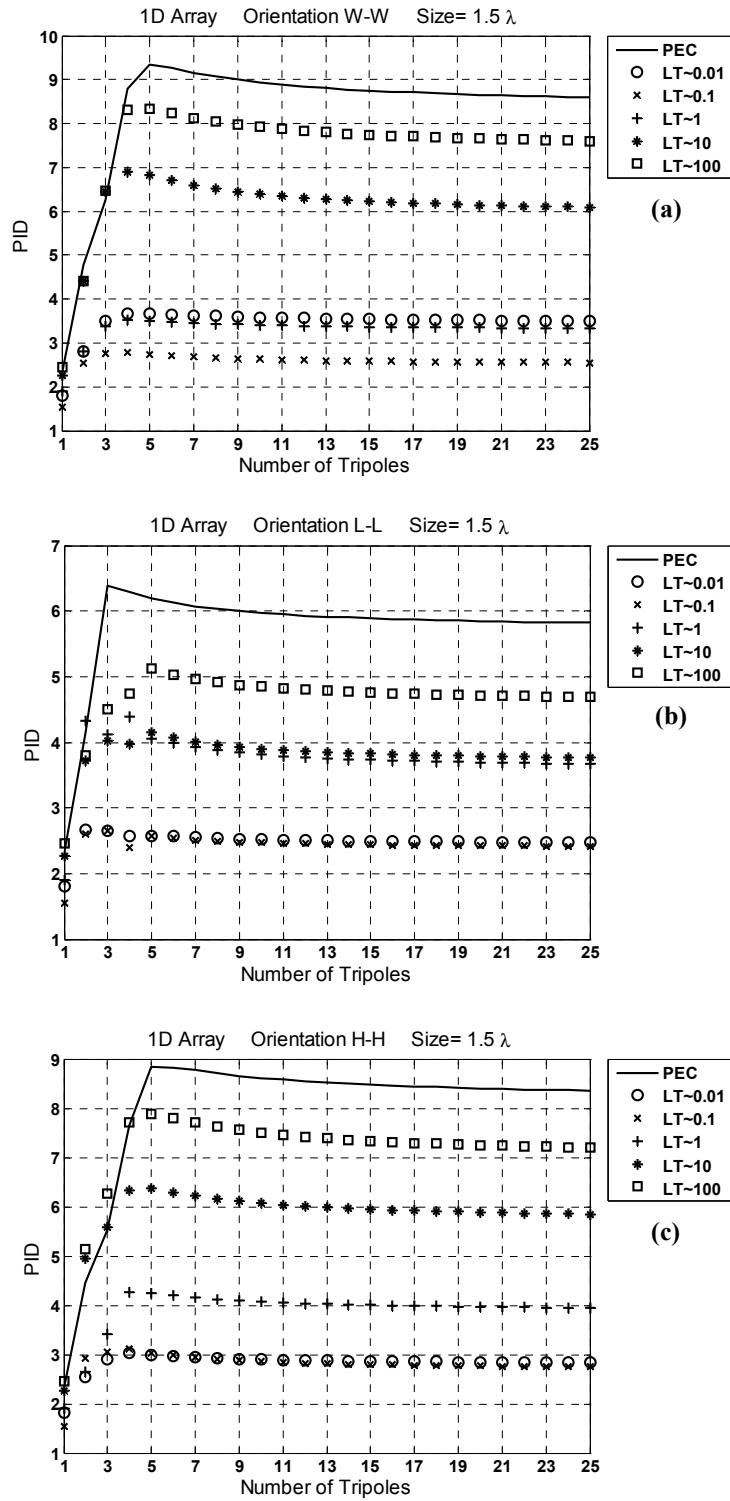 1D Array Orientation W-W Size= 1.5 λ
PID
10
9
8
7
6
5
4
3
2
1
1 3 5 7 9 11 13 15 17 19 21 23 25
Number of Tripoles
PEC
LT~0.01
LT~0.1
LT~1
LT~10
LT~100
(a)
1D Array Orientation L-L Size= 1.5 λ
PID
7
6
5
4
3
2
1
1 3 5 7 9 11 13 15 17 19 21 23 25
Number of Tripoles
PEC
LT~0.01
LT~0.1
LT~1
LT~10
LT~100
(b)
1D Array Orientation H-H Size= 1.5 λ
PID
9
8
7
6
5
4
3
2
1
1 3 5 7 9 11 13 15 17 19 21 23 25
Number of Tripoles
PEC
LT~0.01
LT~0.1
LT~1
LT~10
LT~100
(c)